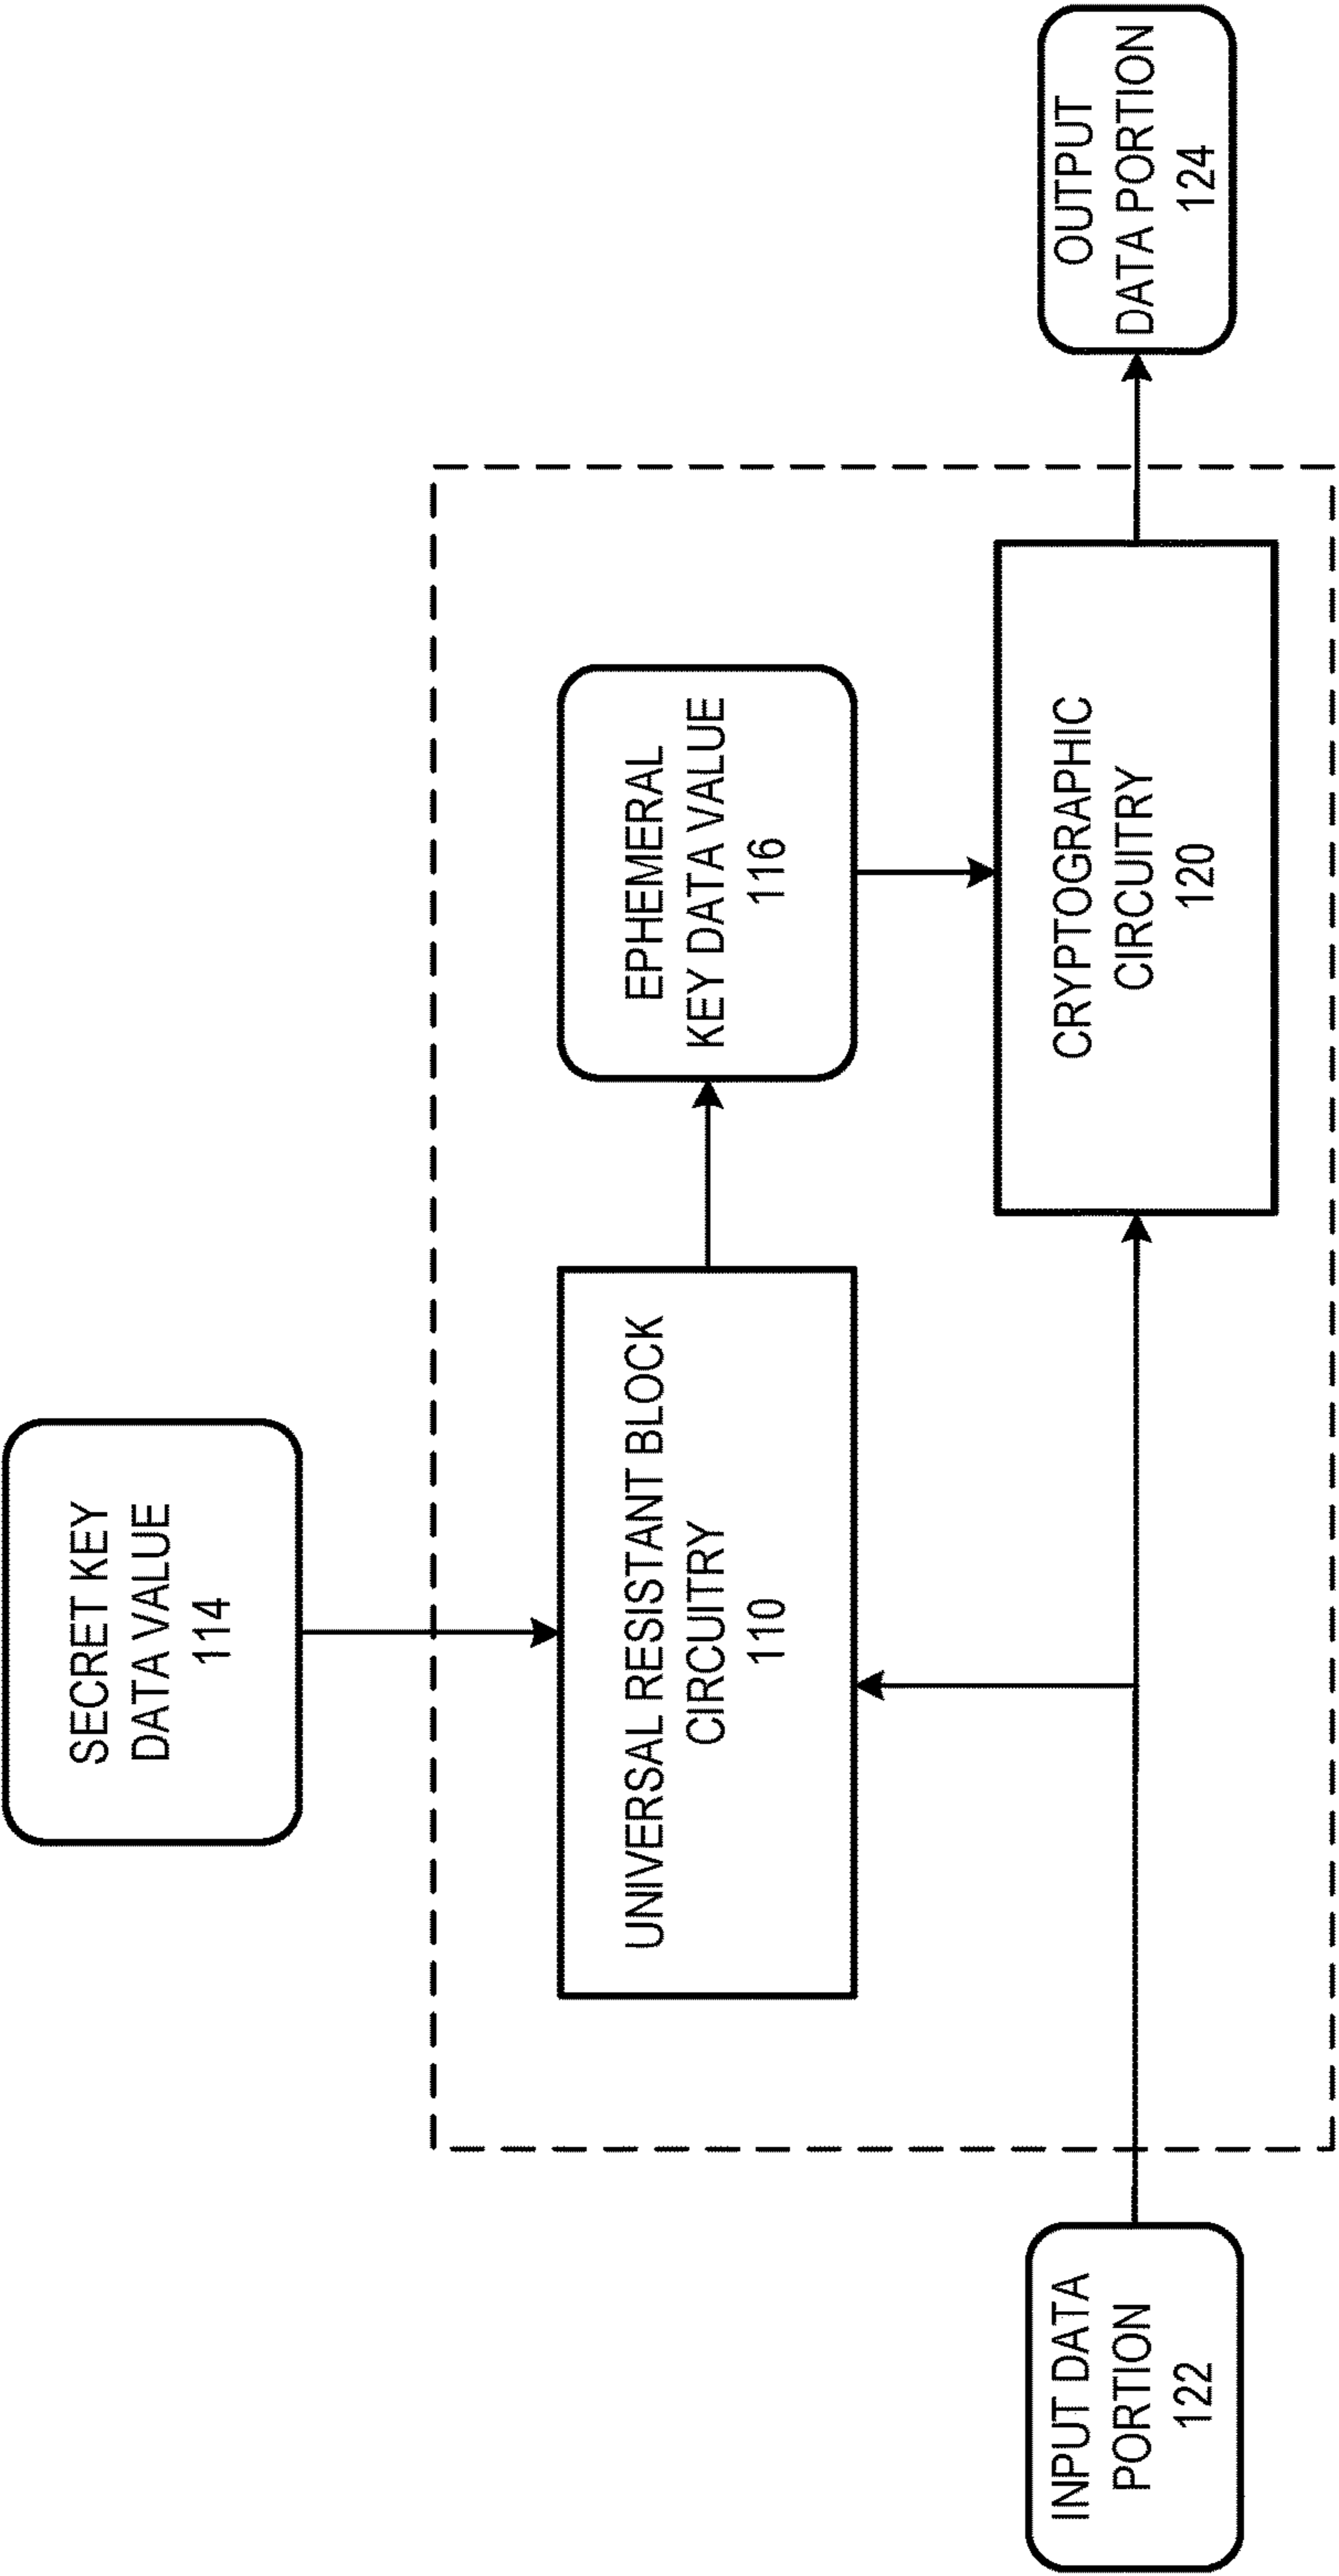 SECRET KEY
DATA VALUE
114
UNIVERSAL RESISTANT BLOCK
CIRCUITRY
110
EPHEMERAL
KEY DATA VALUE
116
INPUT DATA
PORTION
122
CRYPTOGRAPHIC
CIRCUITRY
120
OUTPUT
DATA PORTION
124